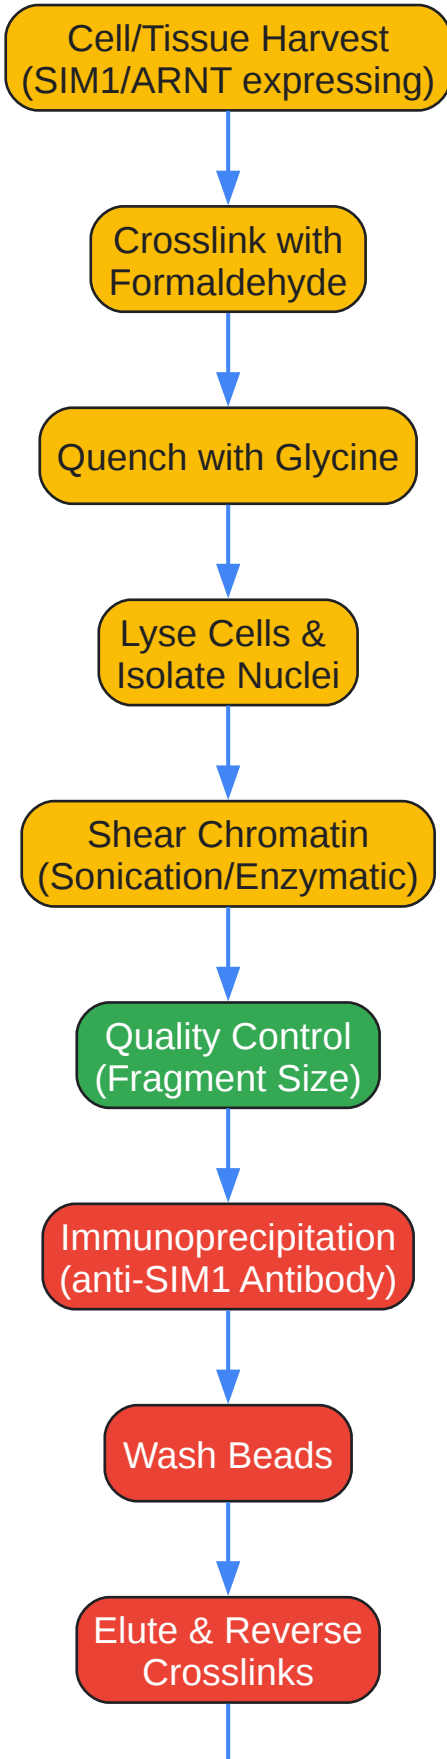 Cell/Tissue Harvest
(SIM1/ARNT expressing)
Crosslink with
Formaldehyde
Quench with Glycine
Lyse Cells &
Isolate Nuclei
Shear Chromatin
(Sonication/Enzymatic)
Quality Control
(Fragment Size)
Immunoprecipitation
(anti-SIM1 Antibody)
Wash Beads
Elute & Reverse
Crosslinks